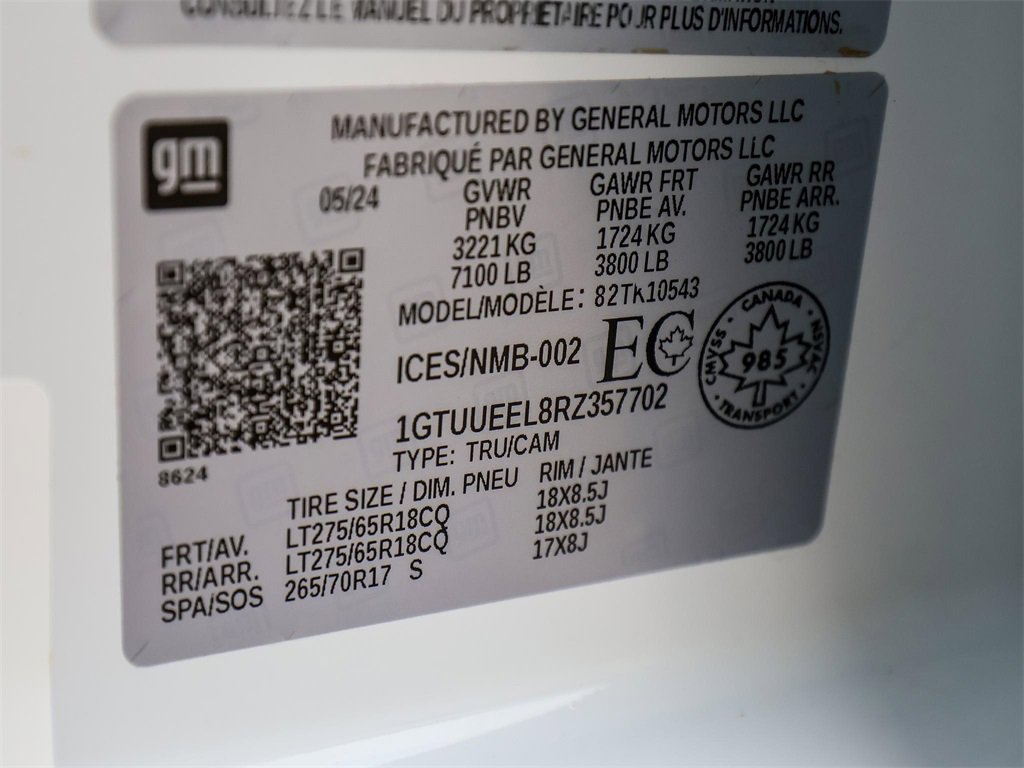 CONSULTEZ LE MANUEL DU PROPRIÉTAIRE POUR PLUS D'INFORMATIONS.
gm
MANUFACTURED BY GENERAL MOTORS LLC
FABRIQUÉ PAR GENERAL MOTORS LLC
05/24 GVWR GAWR FRT GAWR RR
PNBV PNBE AV. PNBE ARR.
3221 KG 1724 KG 1724 KG
7100 LB 3800 LB 3800 LB
MODEL/MODÈLE: 82TK10543
ICES/NMB-002 EC
CANADA CMVSS 985 NSVAC TRANSPORT
1GTUUEEL8RZ357702
TYPE: TRU/CAM
8624
TIRE SIZE / DIM. PNEU RIM / JANTE
FRT/AV. LT275/65R18CQ 18X8.5J
RR/ARR. LT275/65R18CQ 18X8.5J
SPA/SOS 265/70R17 S 17X8J